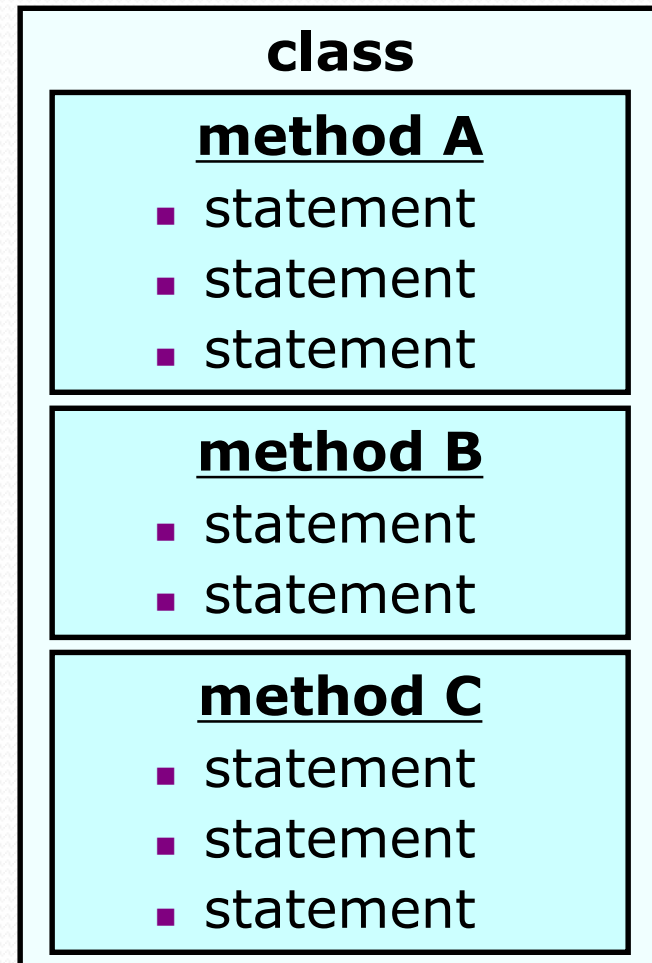 class
method A
▪ statement
▪ statement
▪ statement
method B
▪ statement
▪ statement
method C
▪ statement
▪ statement
▪ statement